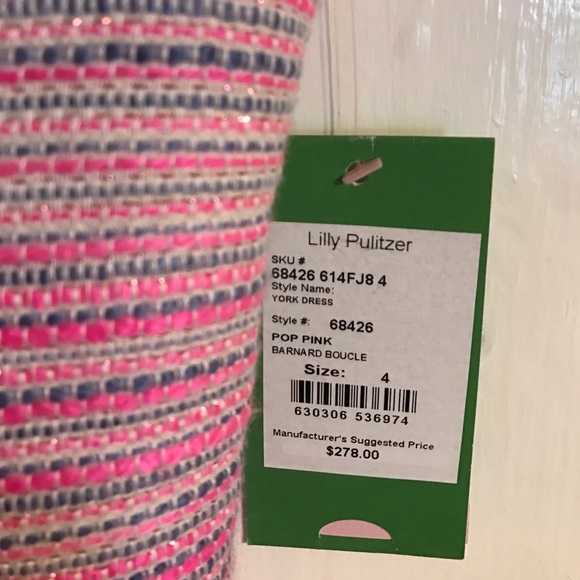 Lilly Pulitzer
SKU #
68426 614FJ8 4
Style Name:
YORK DRESS
Style #: 68426
POP PINK
BARNARD BOUCLE
Size: 4
630306 536974
Manufacturer's Suggested Price
$278.00